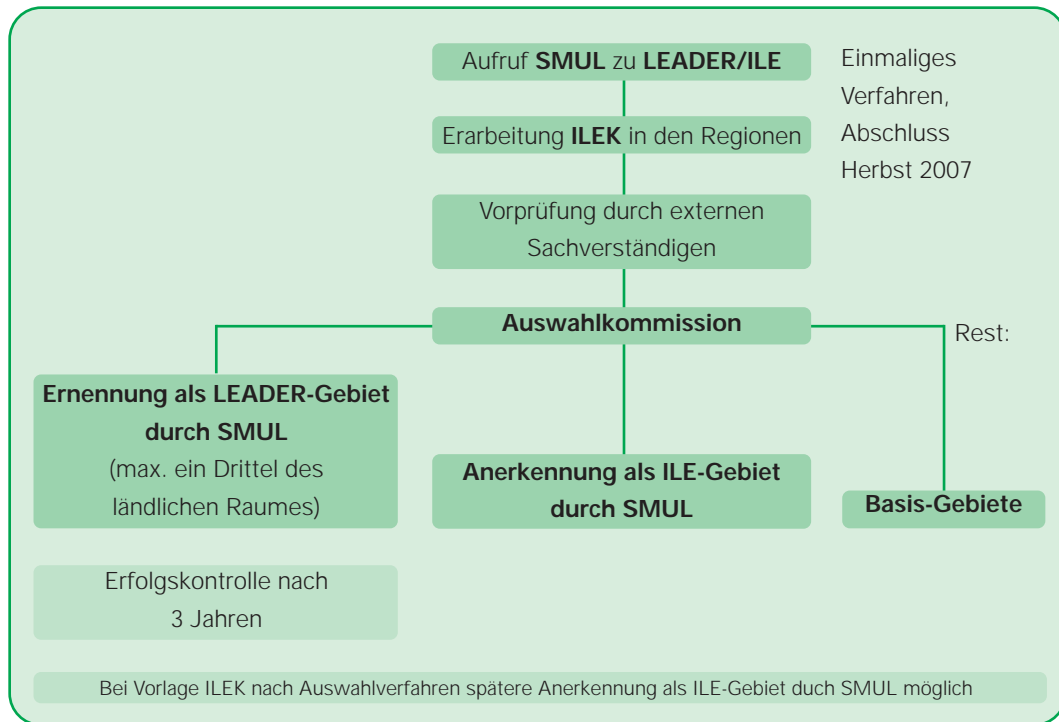 Aufruf SMUL zu LEADER/ILE
Einmaliges
Verfahren,
Abschluss
Herbst 2007
Erarbeitung ILEK in den Regionen
Vorprüfung durch externen
Sachverständigen
Auswahlkommission
Rest:
Ernennung als LEADER-Gebiet
durch SMUL
(max. ein Drittel des
ländlichen Raumes)
Anerkennung als ILE-Gebiet
durch SMUL
Basis-Gebiete
Erfolgskontrolle nach
3 Jahren
Bei Vorlage ILEK nach Auswahlverfahren spätere Anerkennung als ILE-Gebiet duch SMUL möglich